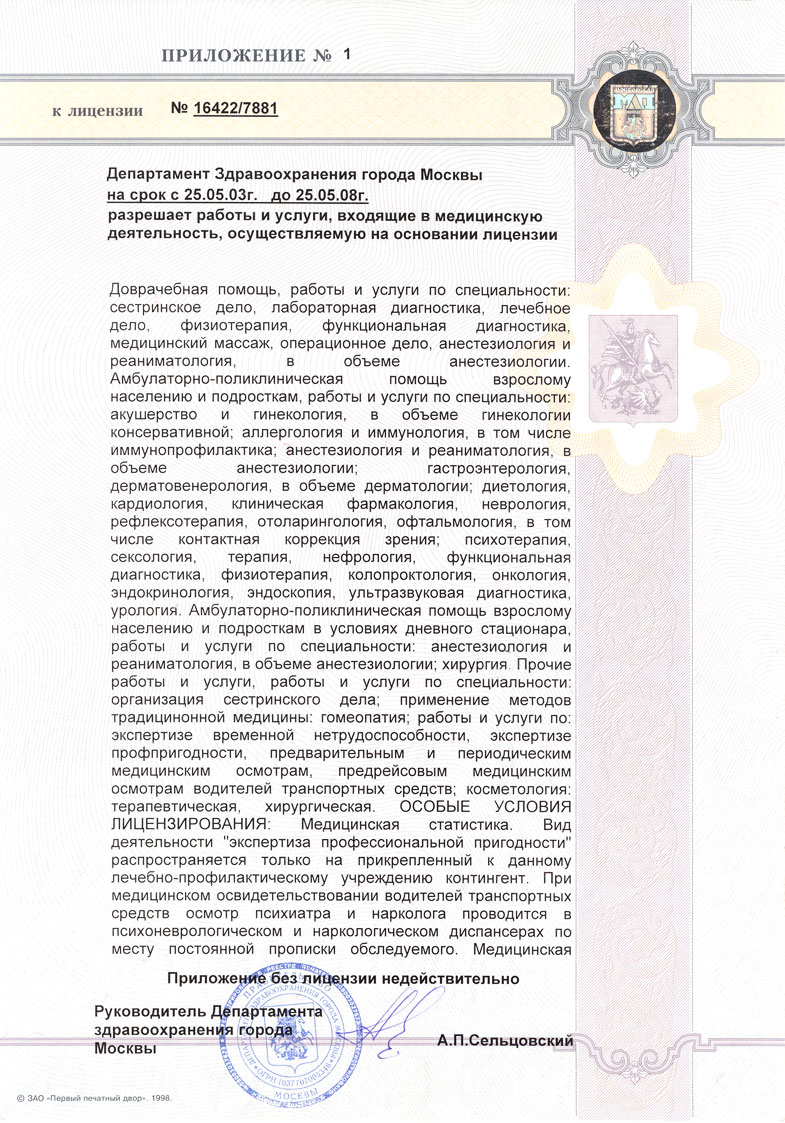 ПРИЛОЖЕНИЕ № 1
к лицензии № 16422/7881
МДП
Департамент Здравоохранения города Москвы
на срок с 25.05.03г. до 25.05.08г.
разрешает работы и услуги, входящие в медицинскую
деятельность, осуществляемую на основании лицензии
Доврачебная помощь, работы и услуги по специальности:
сестринское дело, лабораторная диагностика, лечебное
дело, физиотерапия, функциональная диагностика,
медицинский массаж, операционное дело, анестезиология и
реаниматология, в объеме анестезиологии.
Амбулаторно-поликлиническая помощь взрослому
населению и подросткам, работы и услуги по специальности:
акушерство и гинекология, в объеме гинекологии
консервативной; аллергология и иммунология, в том числе
иммунопрофилактика; анестезиология и реаниматология, в
объеме анестезиологии; гастроэнтерология,
дерматовенерология, в объеме дерматологии; диетология,
кардиология, клиническая фармакология, неврология,
рефлексотерапия, отоларингология, офтальмология, в том
числе контактная коррекция зрения; психотерапия,
сексология, терапия, нефрология, функциональная
диагностика, физиотерапия, колопроктология, онкология,
эндокринология, эндоскопия, ультразвуковая диагностика,
урология. Амбулаторно-поликлиническая помощь взрослому
населению и подросткам в условиях дневного стационара,
работы и услуги по специальности: анестезиология и
реаниматология, в объеме анестезиологии; хирургия. Прочие
работы и услуги, работы и услуги по специальности:
организация сестринского дела; применение методов
традиционной медицины: гомеопатия; работы и услуги по:
экспертизе временной нетрудоспособности, экспертизе
профпригодности, предварительным и периодическим
медицинским осмотрам, предрейсовым медицинским
осмотрам водителей транспортных средств; косметология:
терапевтическая, хирургическая. ОСОБЫЕ УСЛОВИЯ
ЛИЦЕНЗИРОВАНИЯ: Медицинская статистика. Вид
деятельности "экспертиза профессиональной пригодности"
распространяется только на прикрепленный к данному
лечебно-профилактическому учреждению контингент. При
медицинском освидетельствовании водителей транспортных
средств осмотр психиатра и нарколога проводится в
психоневрологическом и наркологическом диспансерах по
месту постоянной прописки обследуемого. Медицинская
Приложение без лицензии недействительно
Руководитель Департамента
здравоохранения города
Москвы
А.П.Сельцовский
ПРАВИТЕЛЬСТВО
МОСКВЫ
ЗДРАВООХРАНЕНИЯ ГОРОДА
ОГРН 1037707005346
© ЗАО «Первый печатный двор». 1998.